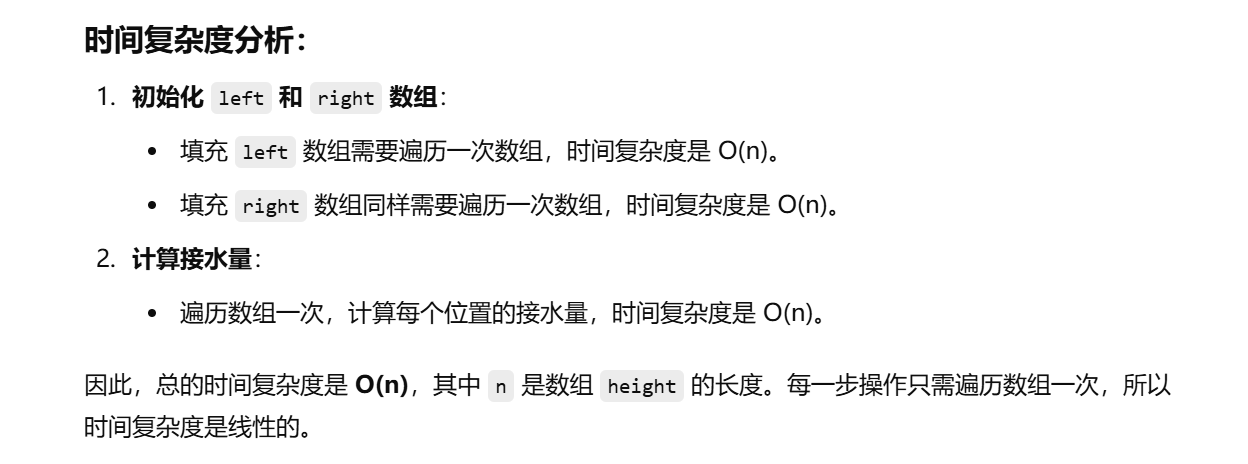 时间复杂度分析：
1. 初始化 left 和 right 数组：
• 填充 left 数组需要遍历一次数组，时间复杂度是 O(n)。
• 填充 right 数组同样需要遍历一次数组，时间复杂度是 O(n)。
2. 计算接水量：
• 遍历数组一次，计算每个位置的接水量，时间复杂度是 O(n)。
因此，总的时间复杂度是 O(n)，其中 n 是数组 height 的长度。每一步操作只需遍历数组一次，所以
时间复杂度是线性的。